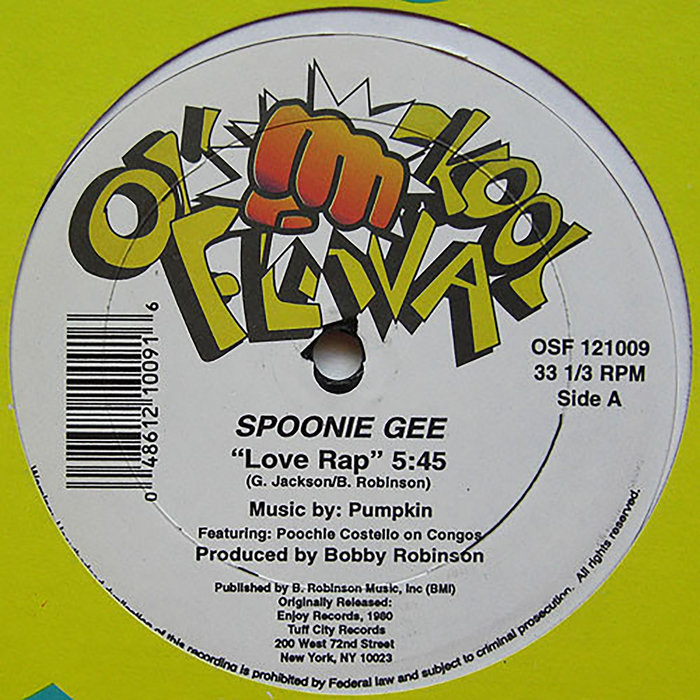 OL' SKOOL
FLAVA
OSF 121009
33 1/3 RPM
Side A
0 48612 10091 6
SPOONIE GEE
“Love Rap” 5:45
(G. Jackson/B. Robinson)
Music by: Pumpkin
Featuring: Poochie Costello on Congos
Produced by Bobby Robinson
Published by B. Robinson Music, Inc (BMI)
Originally Released:
Enjoy Records, 1980
Tuff City Records
200 West 72nd Street
New York, NY 10023
of this recording is prohibited by Federal law and subject to criminal prosecution. All rights reserved.